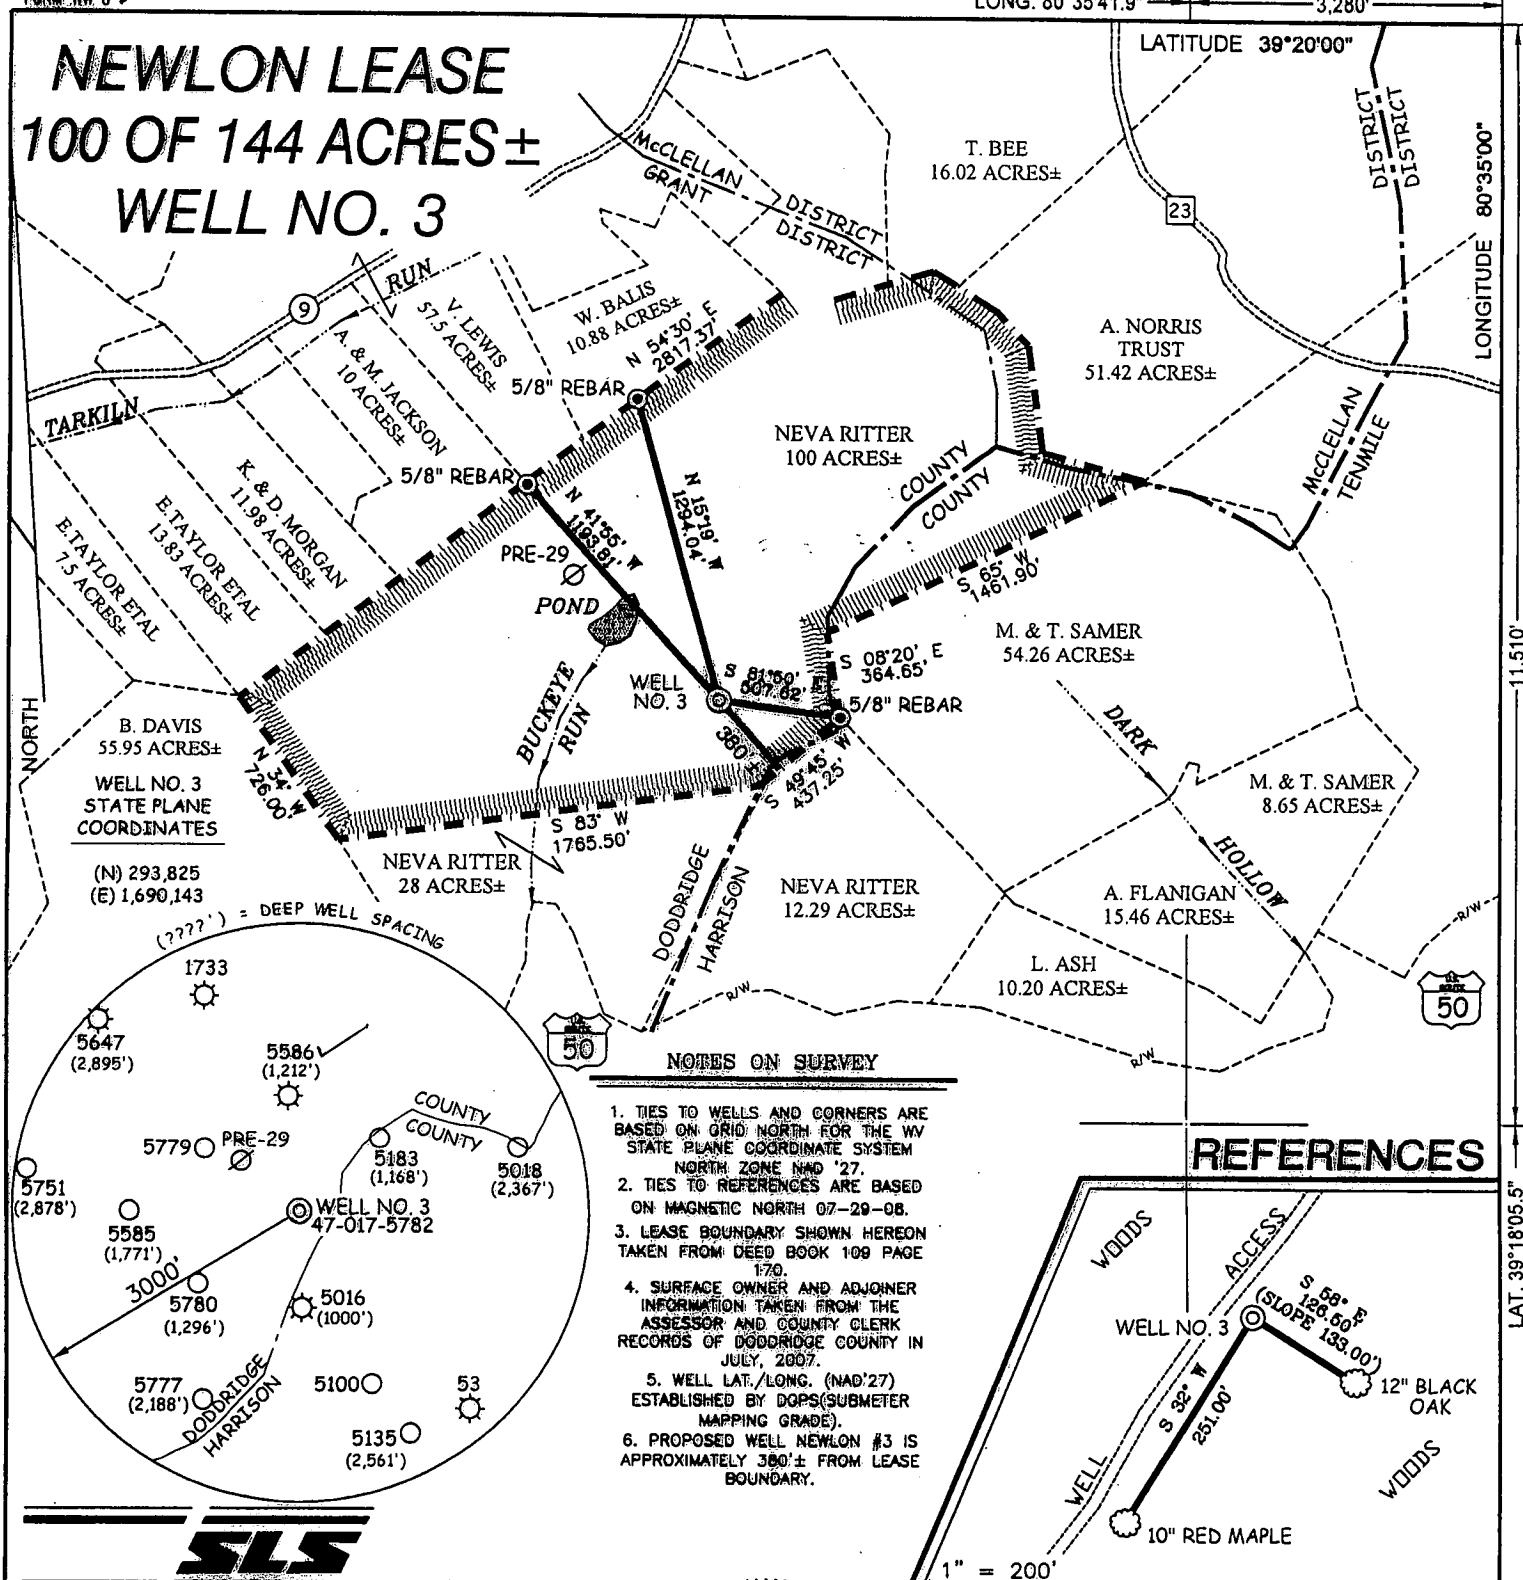 LONG. 80°35'41.9"
3,280'
LATITUDE 39°20'00"
NEWLON LEASE
100 OF 144 ACRES±
WELL NO. 3
DISTRICT
DISTRICT
LONGITUDE 80°35'00"
McCLELLAN
GRANT
DISTRICT
DISTRICT
T. BEE
16.02 ACRES±
23
9
RUN
TARKILN
V. LEWIS
57.5 ACRES±
W. BALIS
10.88 ACRES±
N 54°30' E
2817.37'
A. NORRIS
TRUST
51.42 ACRES±
A. & M. JACKSON
10 ACRES±
5/8" REBAR
5/8" REBAR
NEVA RITTER
100 ACRES±
COUNTY
COUNTY
McCLELLAN
TENMILE
K. & D. MORGAN
11.98 ACRES±
E.TAYLOR ETAL
13.83 ACRES±
E.TAYLOR ETAL
7.5 ACRES±
N 41°55' W
1193.81'
N 15°19' W
1294.04'
PRE-29
POND
S 65° W
1461.90'
M. & T. SAMER
54.26 ACRES±
S 08°20' E
364.65'
S 81°50' E
507.62'
WELL
NO. 3
5/8" REBAR
380'±
S 49°45' W
437.25'
BUCKEYE
RUN
DARK
HOLLOW
11,510'
NORTH
B. DAVIS
55.95 ACRES±
N 34° W
726.00'
M. & T. SAMER
8.65 ACRES±
WELL NO. 3
STATE PLANE
COORDINATES
(N) 293,825
(E) 1,690,143
S 83° W
1765.50'
NEVA RITTER
28 ACRES±
DODDRIDGE
HARRISON
NEVA RITTER
12.29 ACRES±
A. FLANIGAN
15.46 ACRES±
L. ASH
10.20 ACRES±
R/W
R/W
R/W
U.S.
ROUTE
50
U.S.
ROUTE
50
(????') = DEEP WELL SPACING
1733
5647
(2,895')
5586
(1,212')
COUNTY
COUNTY
5779
PRE-29
5183
(1,168')
5018
(2,367')
5751
(2,878')
5585
(1,771')
WELL NO. 3
47-017-5782
3000'
5780
(1,296')
5016
(1000')
DODDRIDGE
HARRISON
5777
(2,188')
5100
53
5135
(2,561')
NOTES ON SURVEY
1. TIES TO WELLS AND CORNERS ARE
BASED ON GRID NORTH FOR THE WV
STATE PLANE COORDINATE SYSTEM
NORTH ZONE NAD '27.
2. TIES TO REFERENCES ARE BASED
ON MAGNETIC NORTH 07-29-08.
3. LEASE BOUNDARY SHOWN HEREON
TAKEN FROM DEED BOOK 109 PAGE
170.
4. SURFACE OWNER AND ADJOINER
INFORMATION TAKEN FROM THE
ASSESSOR AND COUNTY CLERK
RECORDS OF DODDRIDGE COUNTY IN
JULY, 2007.
5. WELL LAT./LONG. (NAD'27)
ESTABLISHED BY DGPS(SUBMETER
MAPPING GRADE).
6. PROPOSED WELL NEWLON #3 IS
APPROXIMATELY 380'± FROM LEASE
BOUNDARY.
REFERENCES
LAT. 39°18'05.5"
WOODS
ACCESS
WELL
S 58° E
126.50'
(SLOPE 133.00')
WELL NO. 3
S 32° W
251.00'
12" BLACK
OAK
WOODS
10" RED MAPLE
1" = 200'
SLS